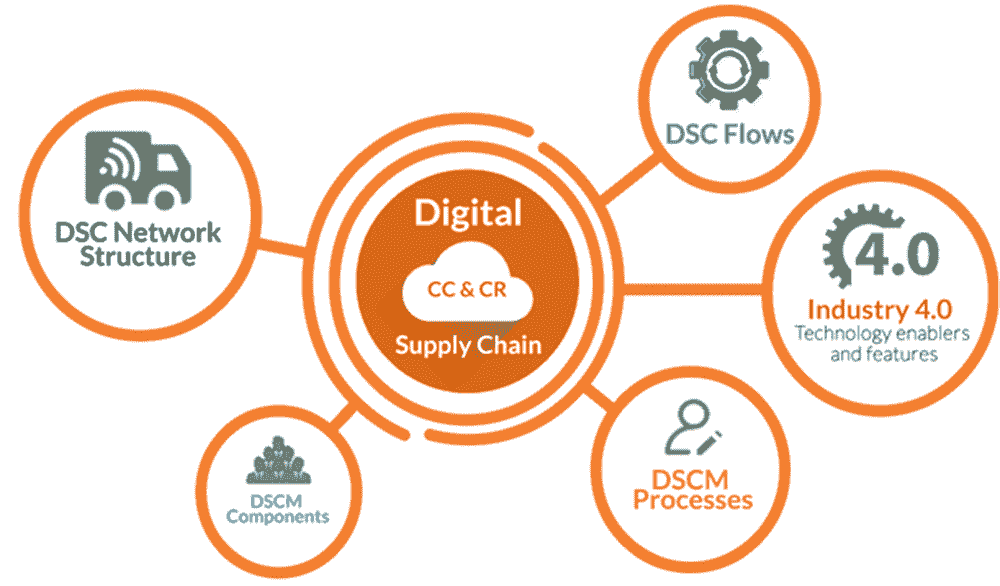 DSC Flows
DSC Network
Structure
Digital
CC & CR
Supply Chain
4.0
Industry 4.0
Technology enablers
and features
DSCM
Components
DSCM
Processes